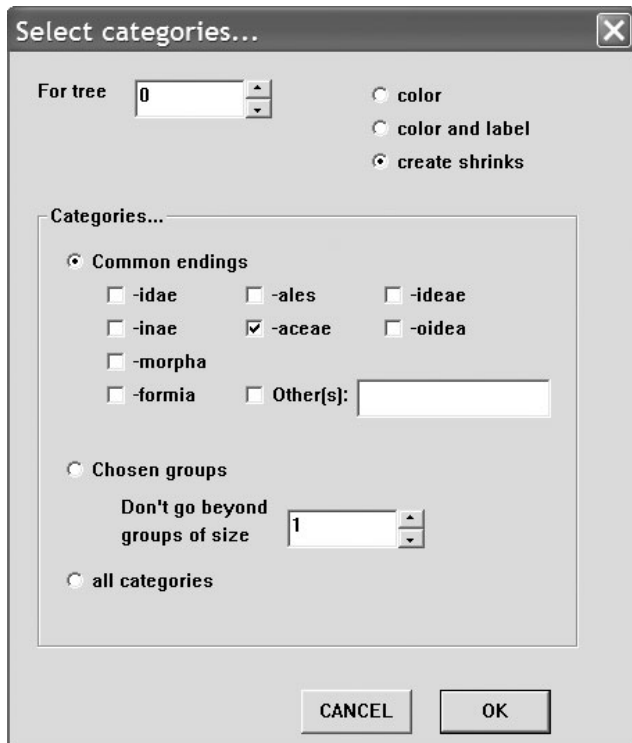 Select categories...
For tree 0
color
color and label
create shrinks
Categories...
Common endings
-idae -ales -ideae
-inae -aceae -oidea
-morpha
-formia Other(s):
Chosen groups
Don't go beyond
groups of size 1
all categories
CANCEL OK